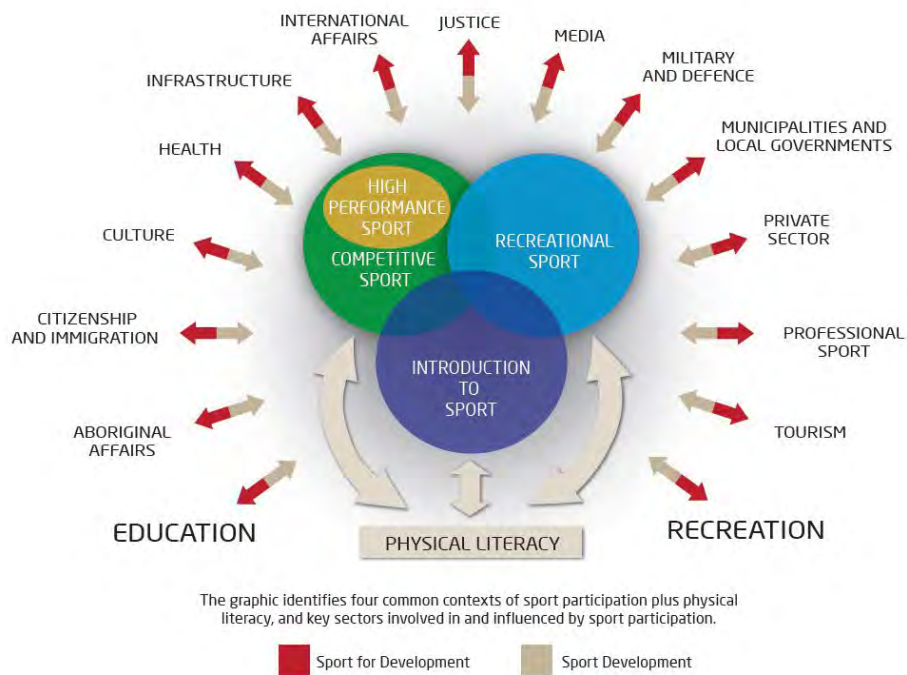 INTERNATIONAL
AFFAIRS
JUSTICE
MEDIA
MILITARY
AND DEFENCE
INFRASTRUCTURE
MUNICIPALITIES AND
LOCAL GOVERNMENTS
HEALTH
HIGH
PERFORMANCE
SPORT
COMPETITIVE
SPORT
RECREATIONAL
SPORT
CULTURE
PRIVATE
SECTOR
CITIZENSHIP
AND IMMIGRATION
PROFESSIONAL
SPORT
INTRODUCTION
TO
SPORT
ABORIGINAL
AFFAIRS
TOURISM
EDUCATION
RECREATION
PHYSICAL LITERACY
The graphic identifies four common contexts of sport participation plus physical
literacy, and key sectors involved in and influenced by sport participation.
Sport for Development
Sport Development